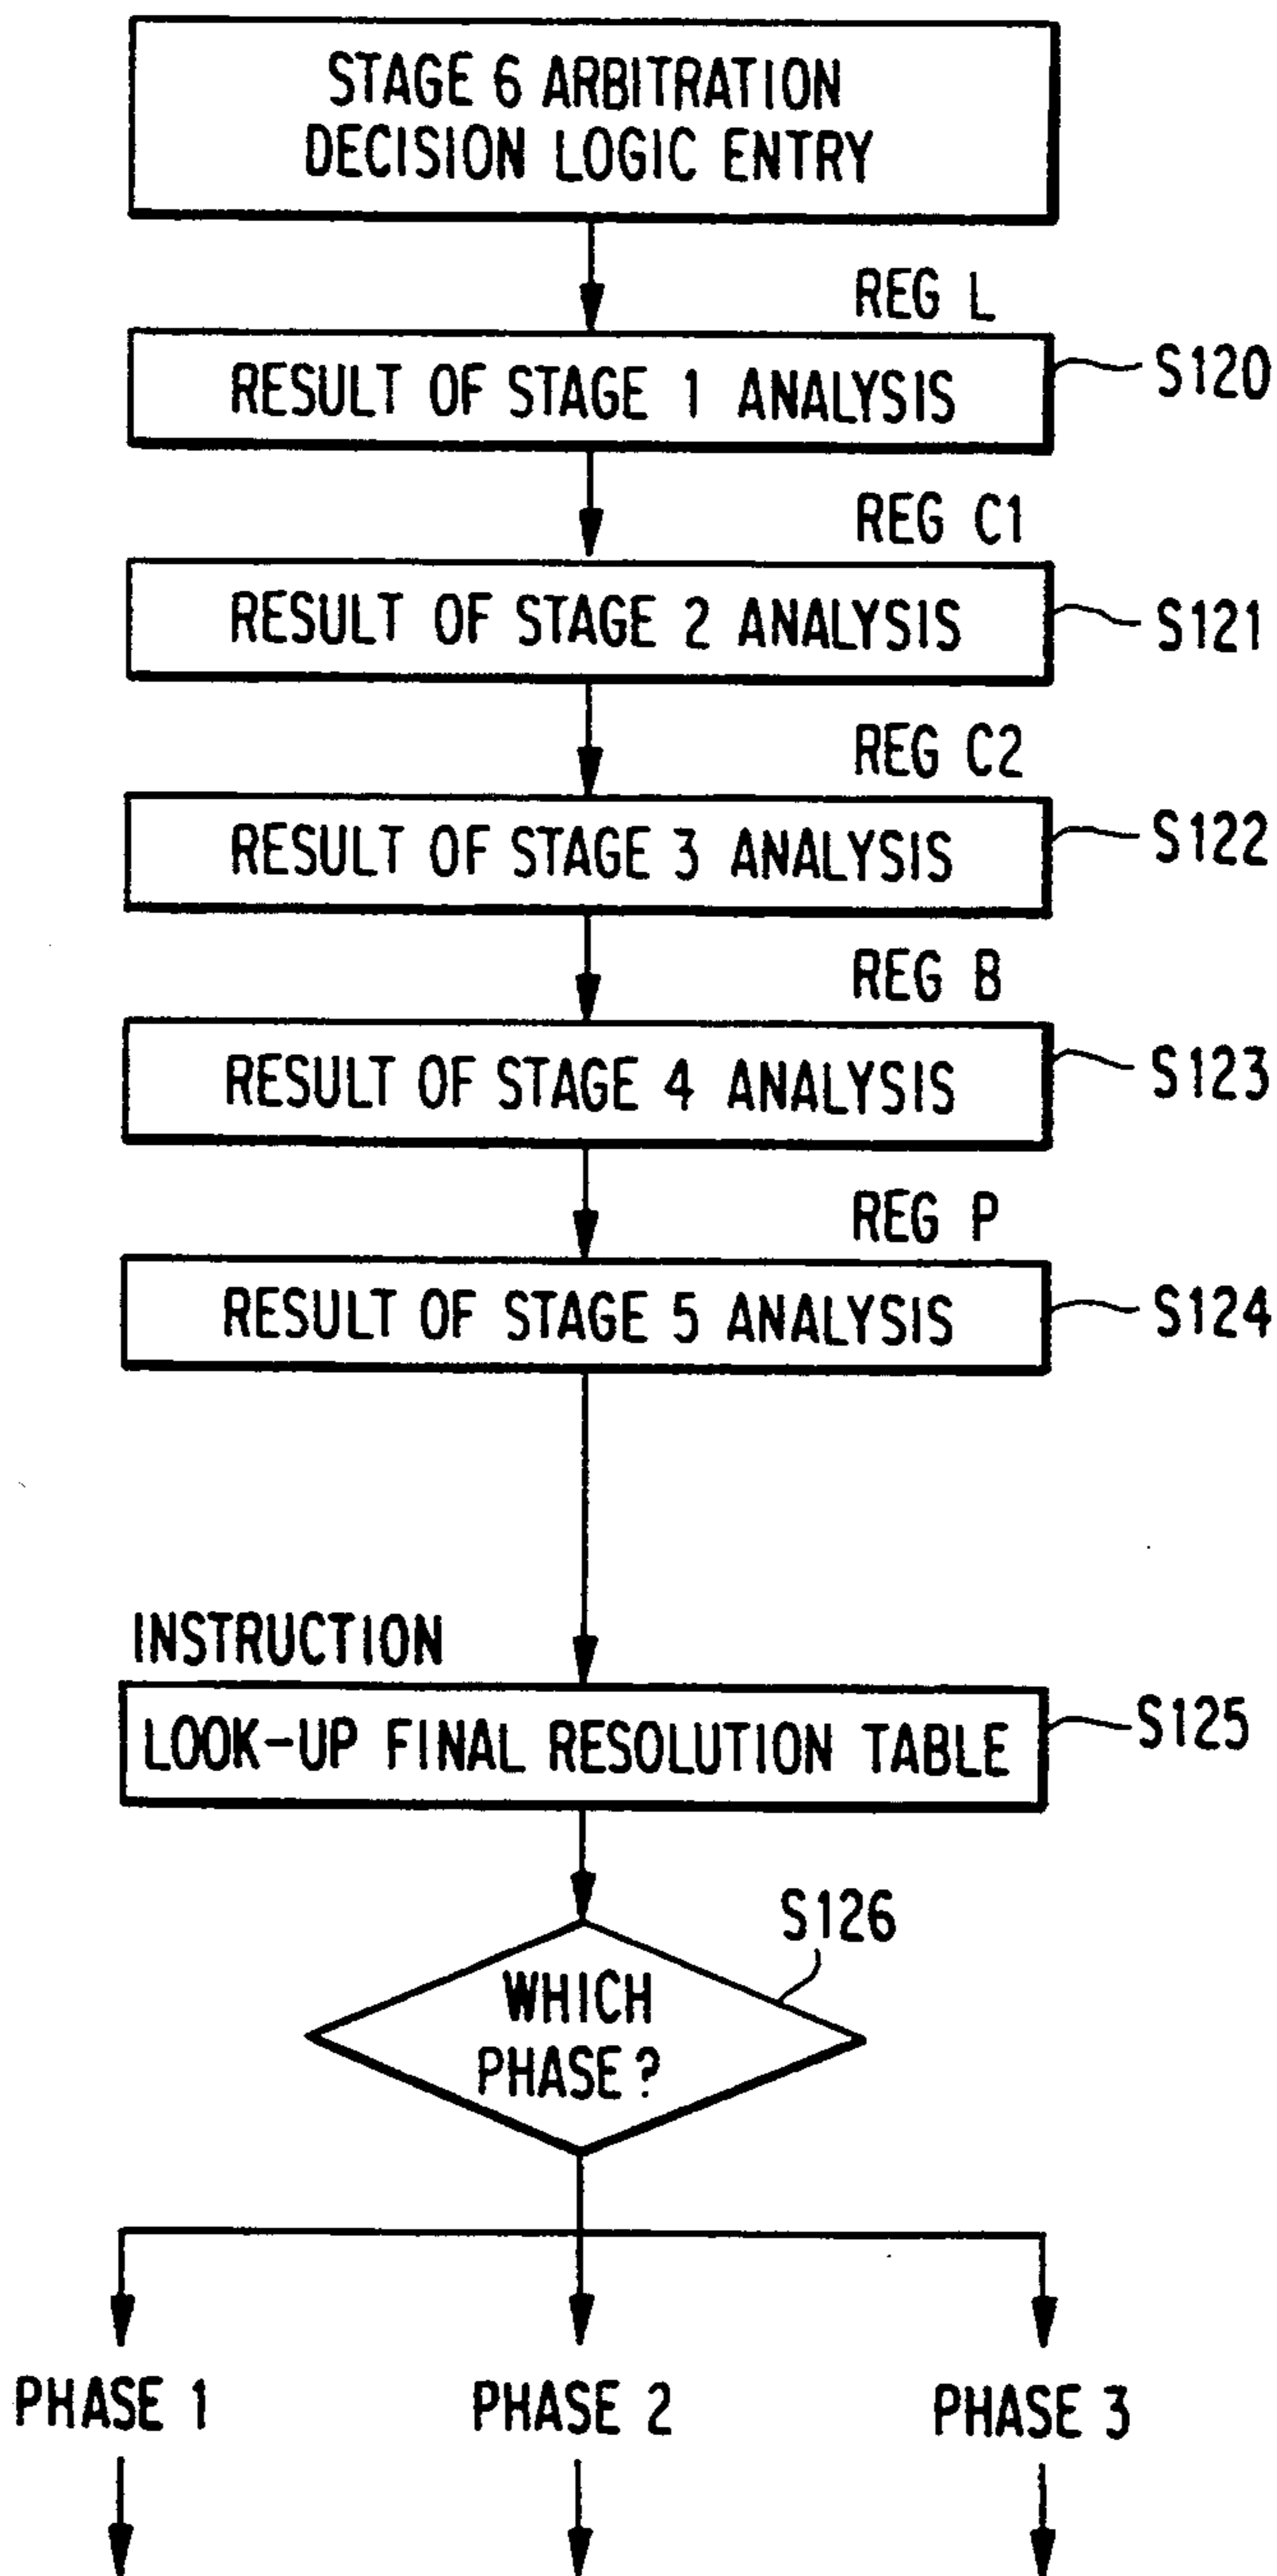 STAGE 6 ARBITRATION
DECISION LOGIC ENTRY
REG L
RESULT OF STAGE 1 ANALYSIS
S120
REG C1
RESULT OF STAGE 2 ANALYSIS
S121
REG C2
RESULT OF STAGE 3 ANALYSIS
S122
REG B
RESULT OF STAGE 4 ANALYSIS
S123
REG P
RESULT OF STAGE 5 ANALYSIS
S124
INSTRUCTION
LOOK-UP FINAL RESOLUTION TABLE
S125
S126
WHICH
PHASE?
PHASE 1
PHASE 2
PHASE 3